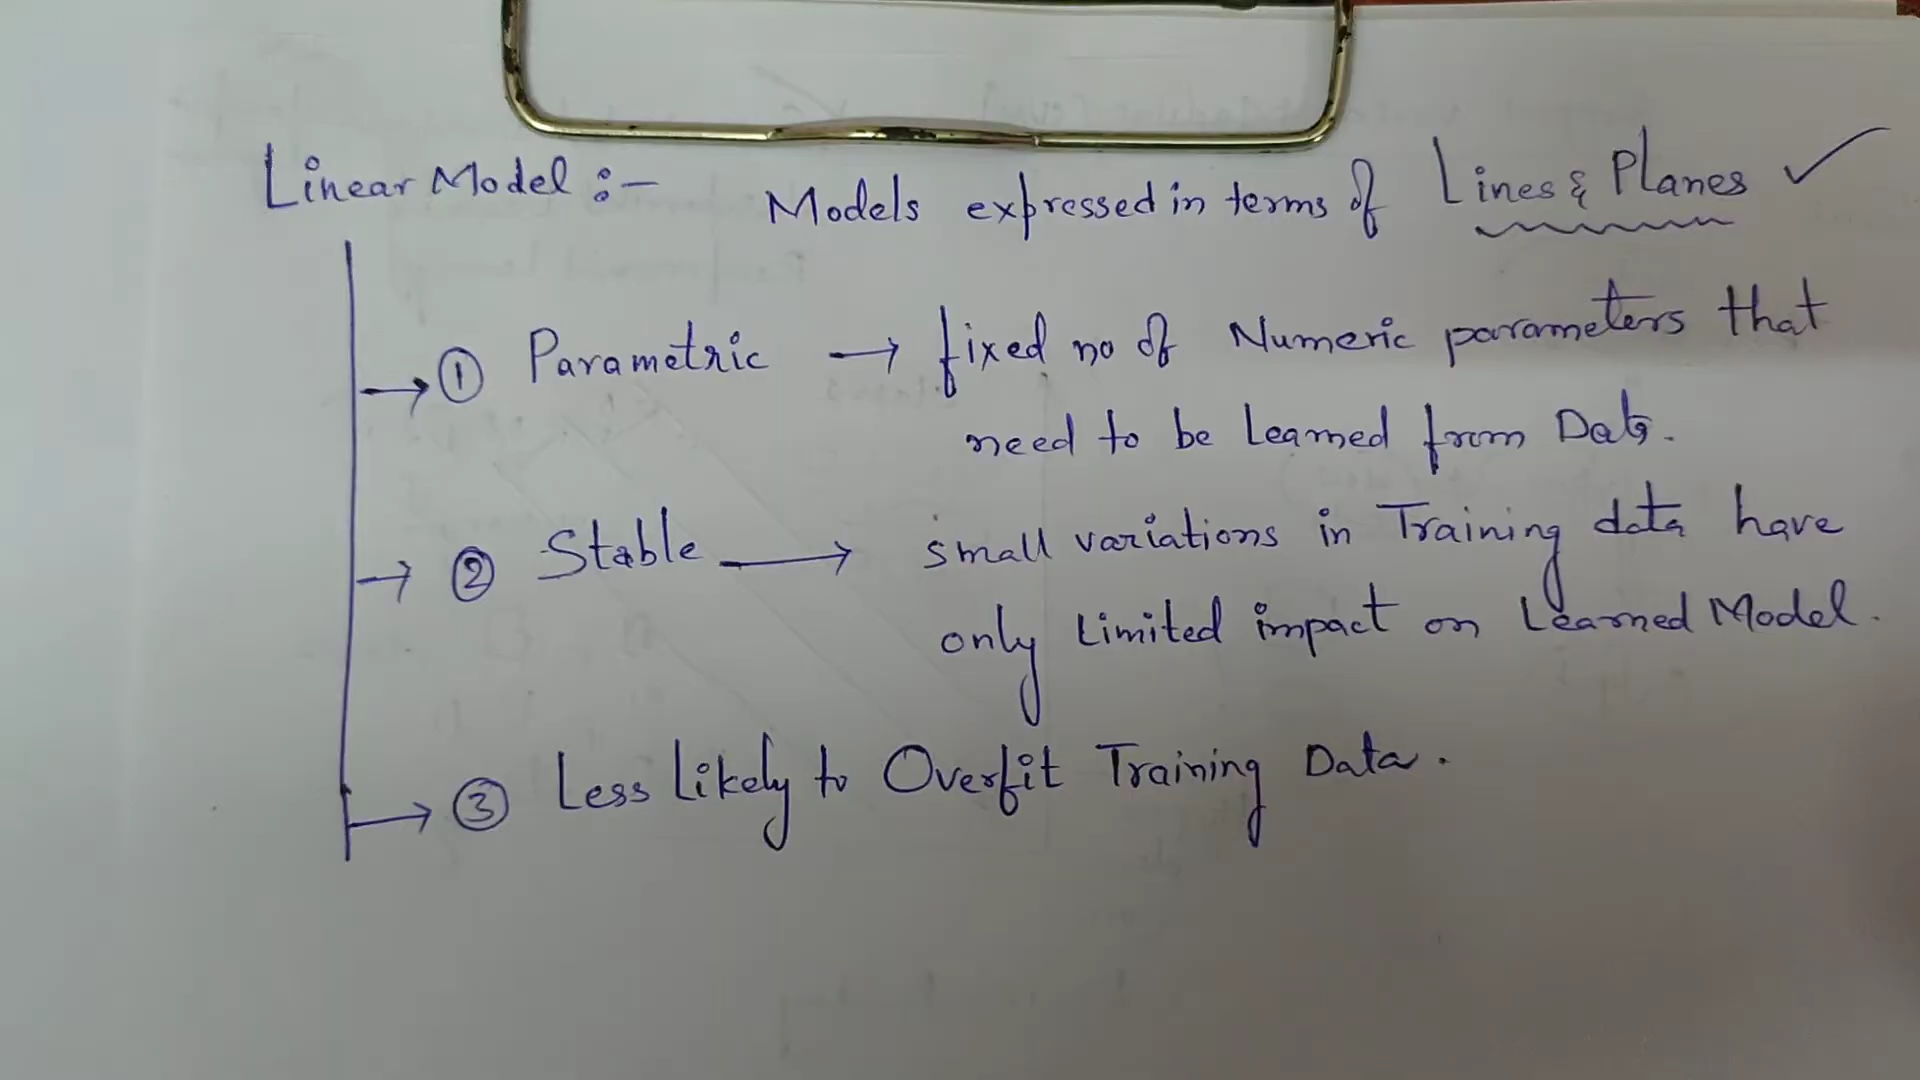 Linear Model :- Models expressed in terms of Lines & Planes ✓
→ ① Parametric → fixed no of Numeric parameters that
need to be Learned from Data.
→ ② Stable → small variations in Training data have
only Limited impact on Learned Model.
→ ③ Less Likely to Overfit Training Data.